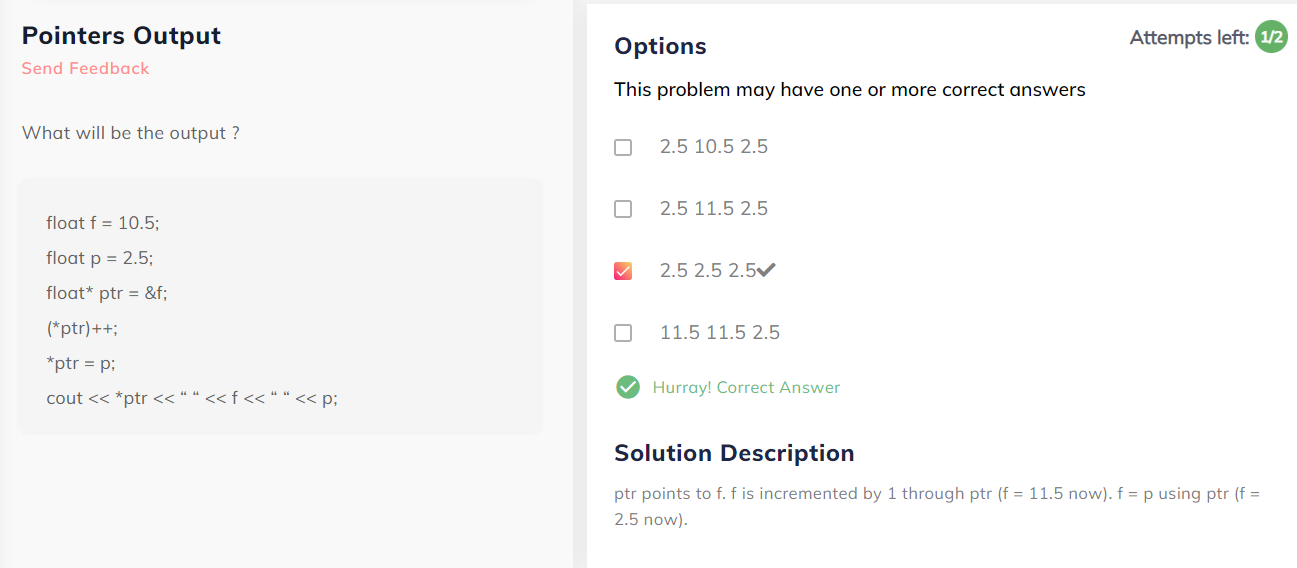 Pointers Output
Send Feedback
What will be the output ?
float f = 10.5;
float p = 2.5;
float* ptr = &f;
(*ptr)++;
*ptr = p;
cout << *ptr << “ “ << f << “ “ << p;
Options
Attempts left: 1/2
This problem may have one or more correct answers
2.5 10.5 2.5
2.5 11.5 2.5
2.5 2.5 2.5
11.5 11.5 2.5
Hurray! Correct Answer
Solution Description
ptr points to f. f is incremented by 1 through ptr (f = 11.5 now). f = p using ptr (f =
2.5 now).